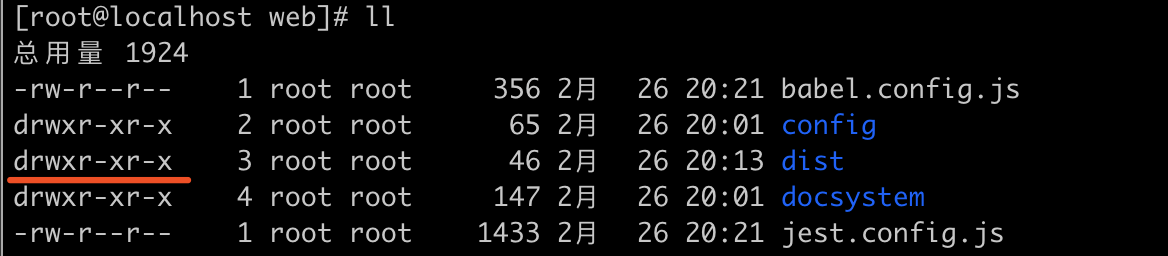 [root@localhost web]# ll
总用量 1924
-rw-r--r-- 1 root root 356 2月 26 20:21 babel.config.js
drwxr-xr-x 2 root root 65 2月 26 20:01 config
drwxr-xr-x 3 root root 46 2月 26 20:13 dist
drwxr-xr-x 4 root root 147 2月 26 20:01 docsystem
-rw-r--r-- 1 root root 1433 2月 26 20:21 jest.config.js